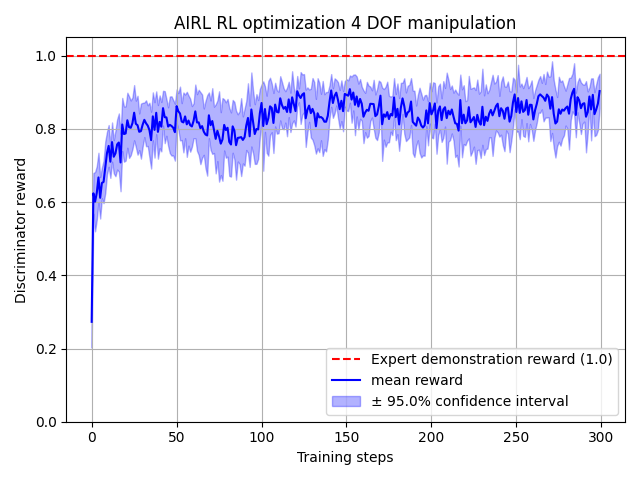 AIRL RL optimization 4 DOF manipulation
Discriminator reward
1.0
0.8
0.6
0.4
0.2
0.0
Expert demonstration reward (1.0)
mean reward
± 95.0% confidence interval
0 50 100 150 200 250 300
Training steps